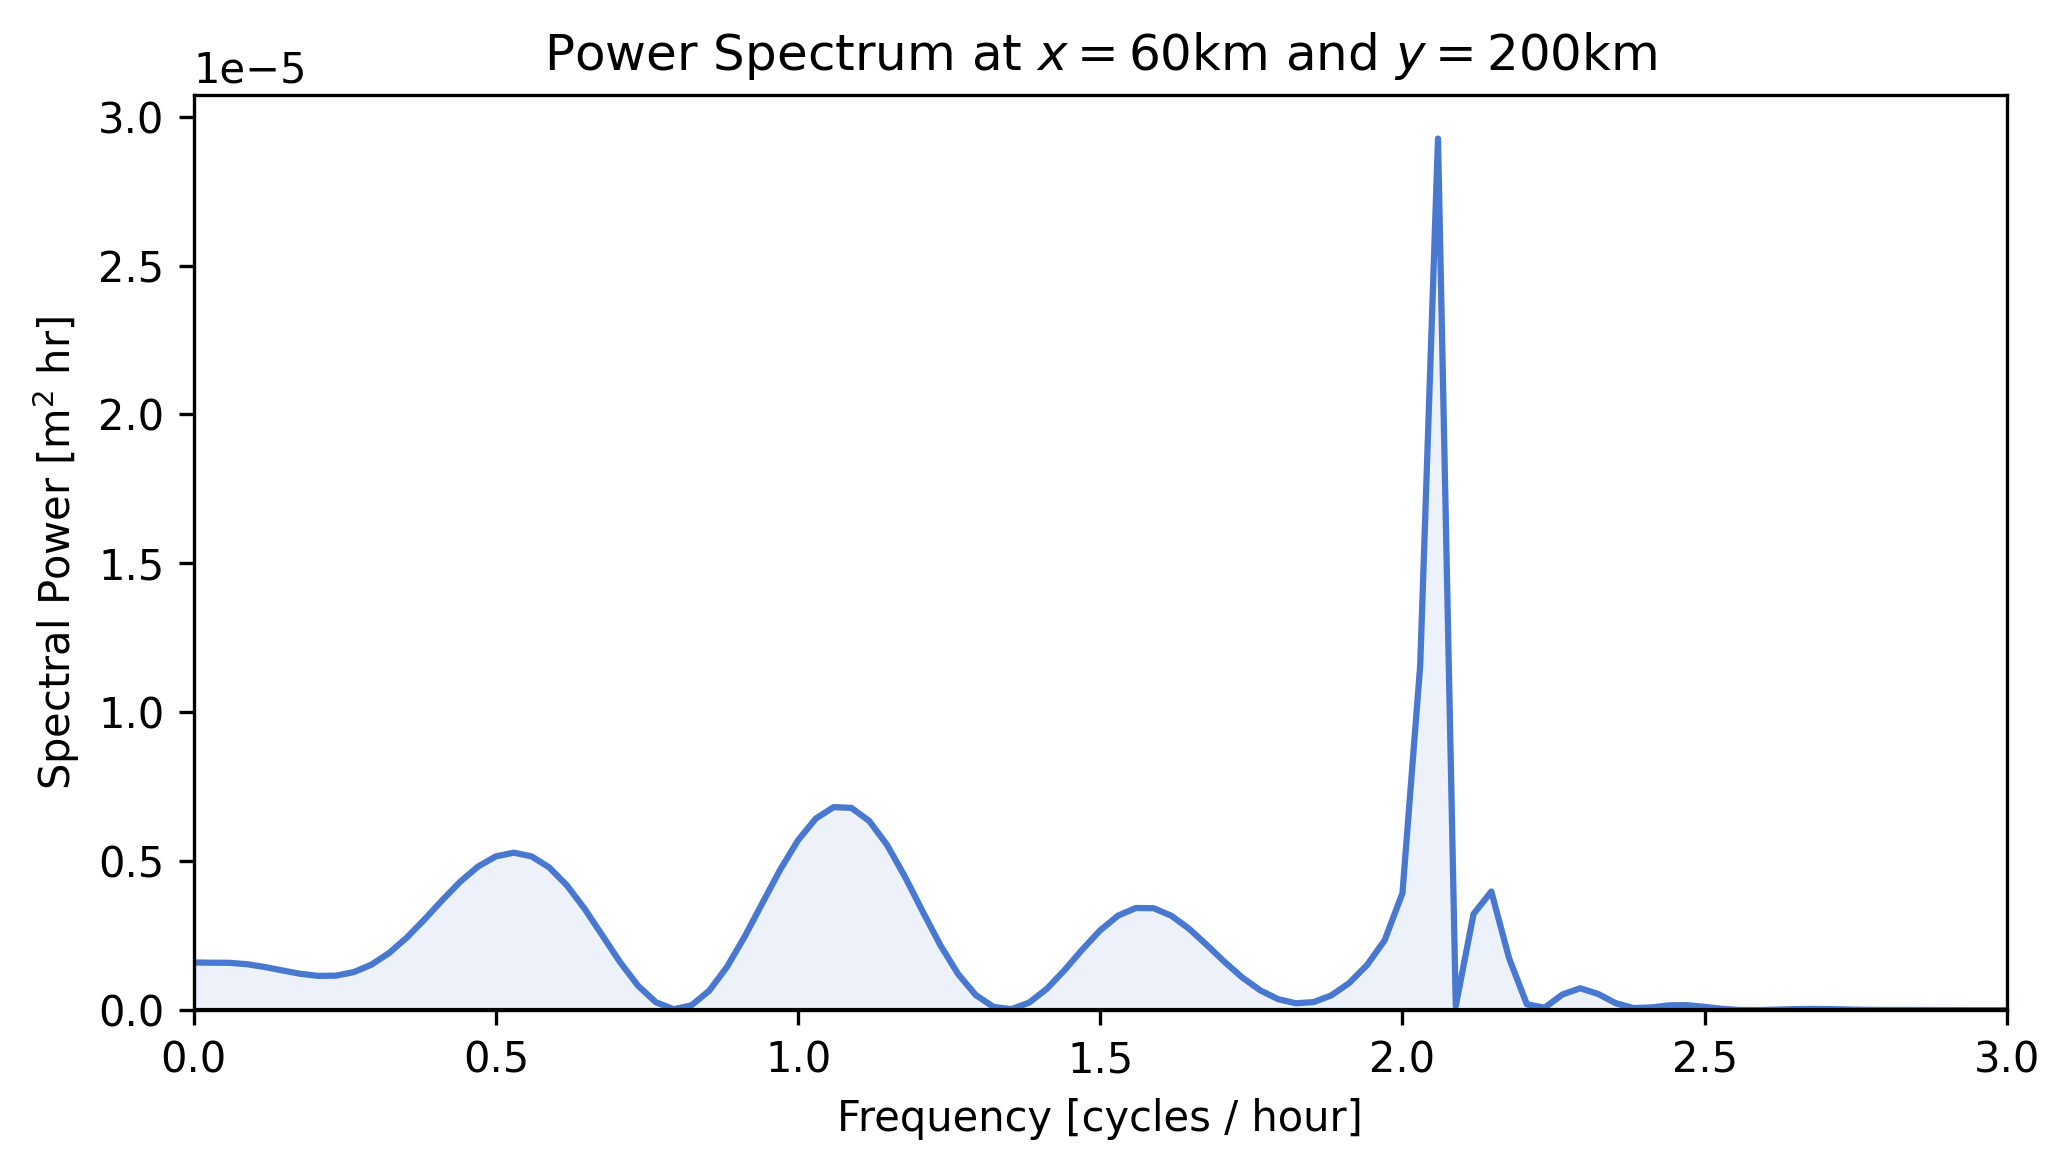 Power Spectrum at x = 60km and y = 200km
1e−5
3.0
2.5
2.0
1.5
1.0
0.5
0.0
Spectral Power [m² hr]
0.0 0.5 1.0 1.5 2.0 2.5 3.0
Frequency [cycles / hour]